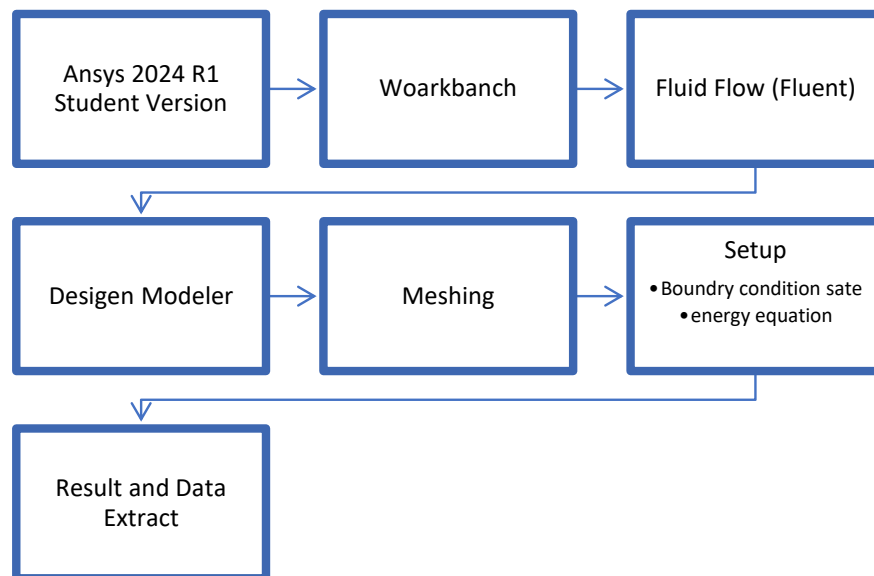 Ansys 2024 R1
Student Version
Woarkbanch
Fluid Flow (Fluent)
Desigen Modeler
Meshing
Setup
•Boundry condition sate
•energy equation
Result and Data
Extract